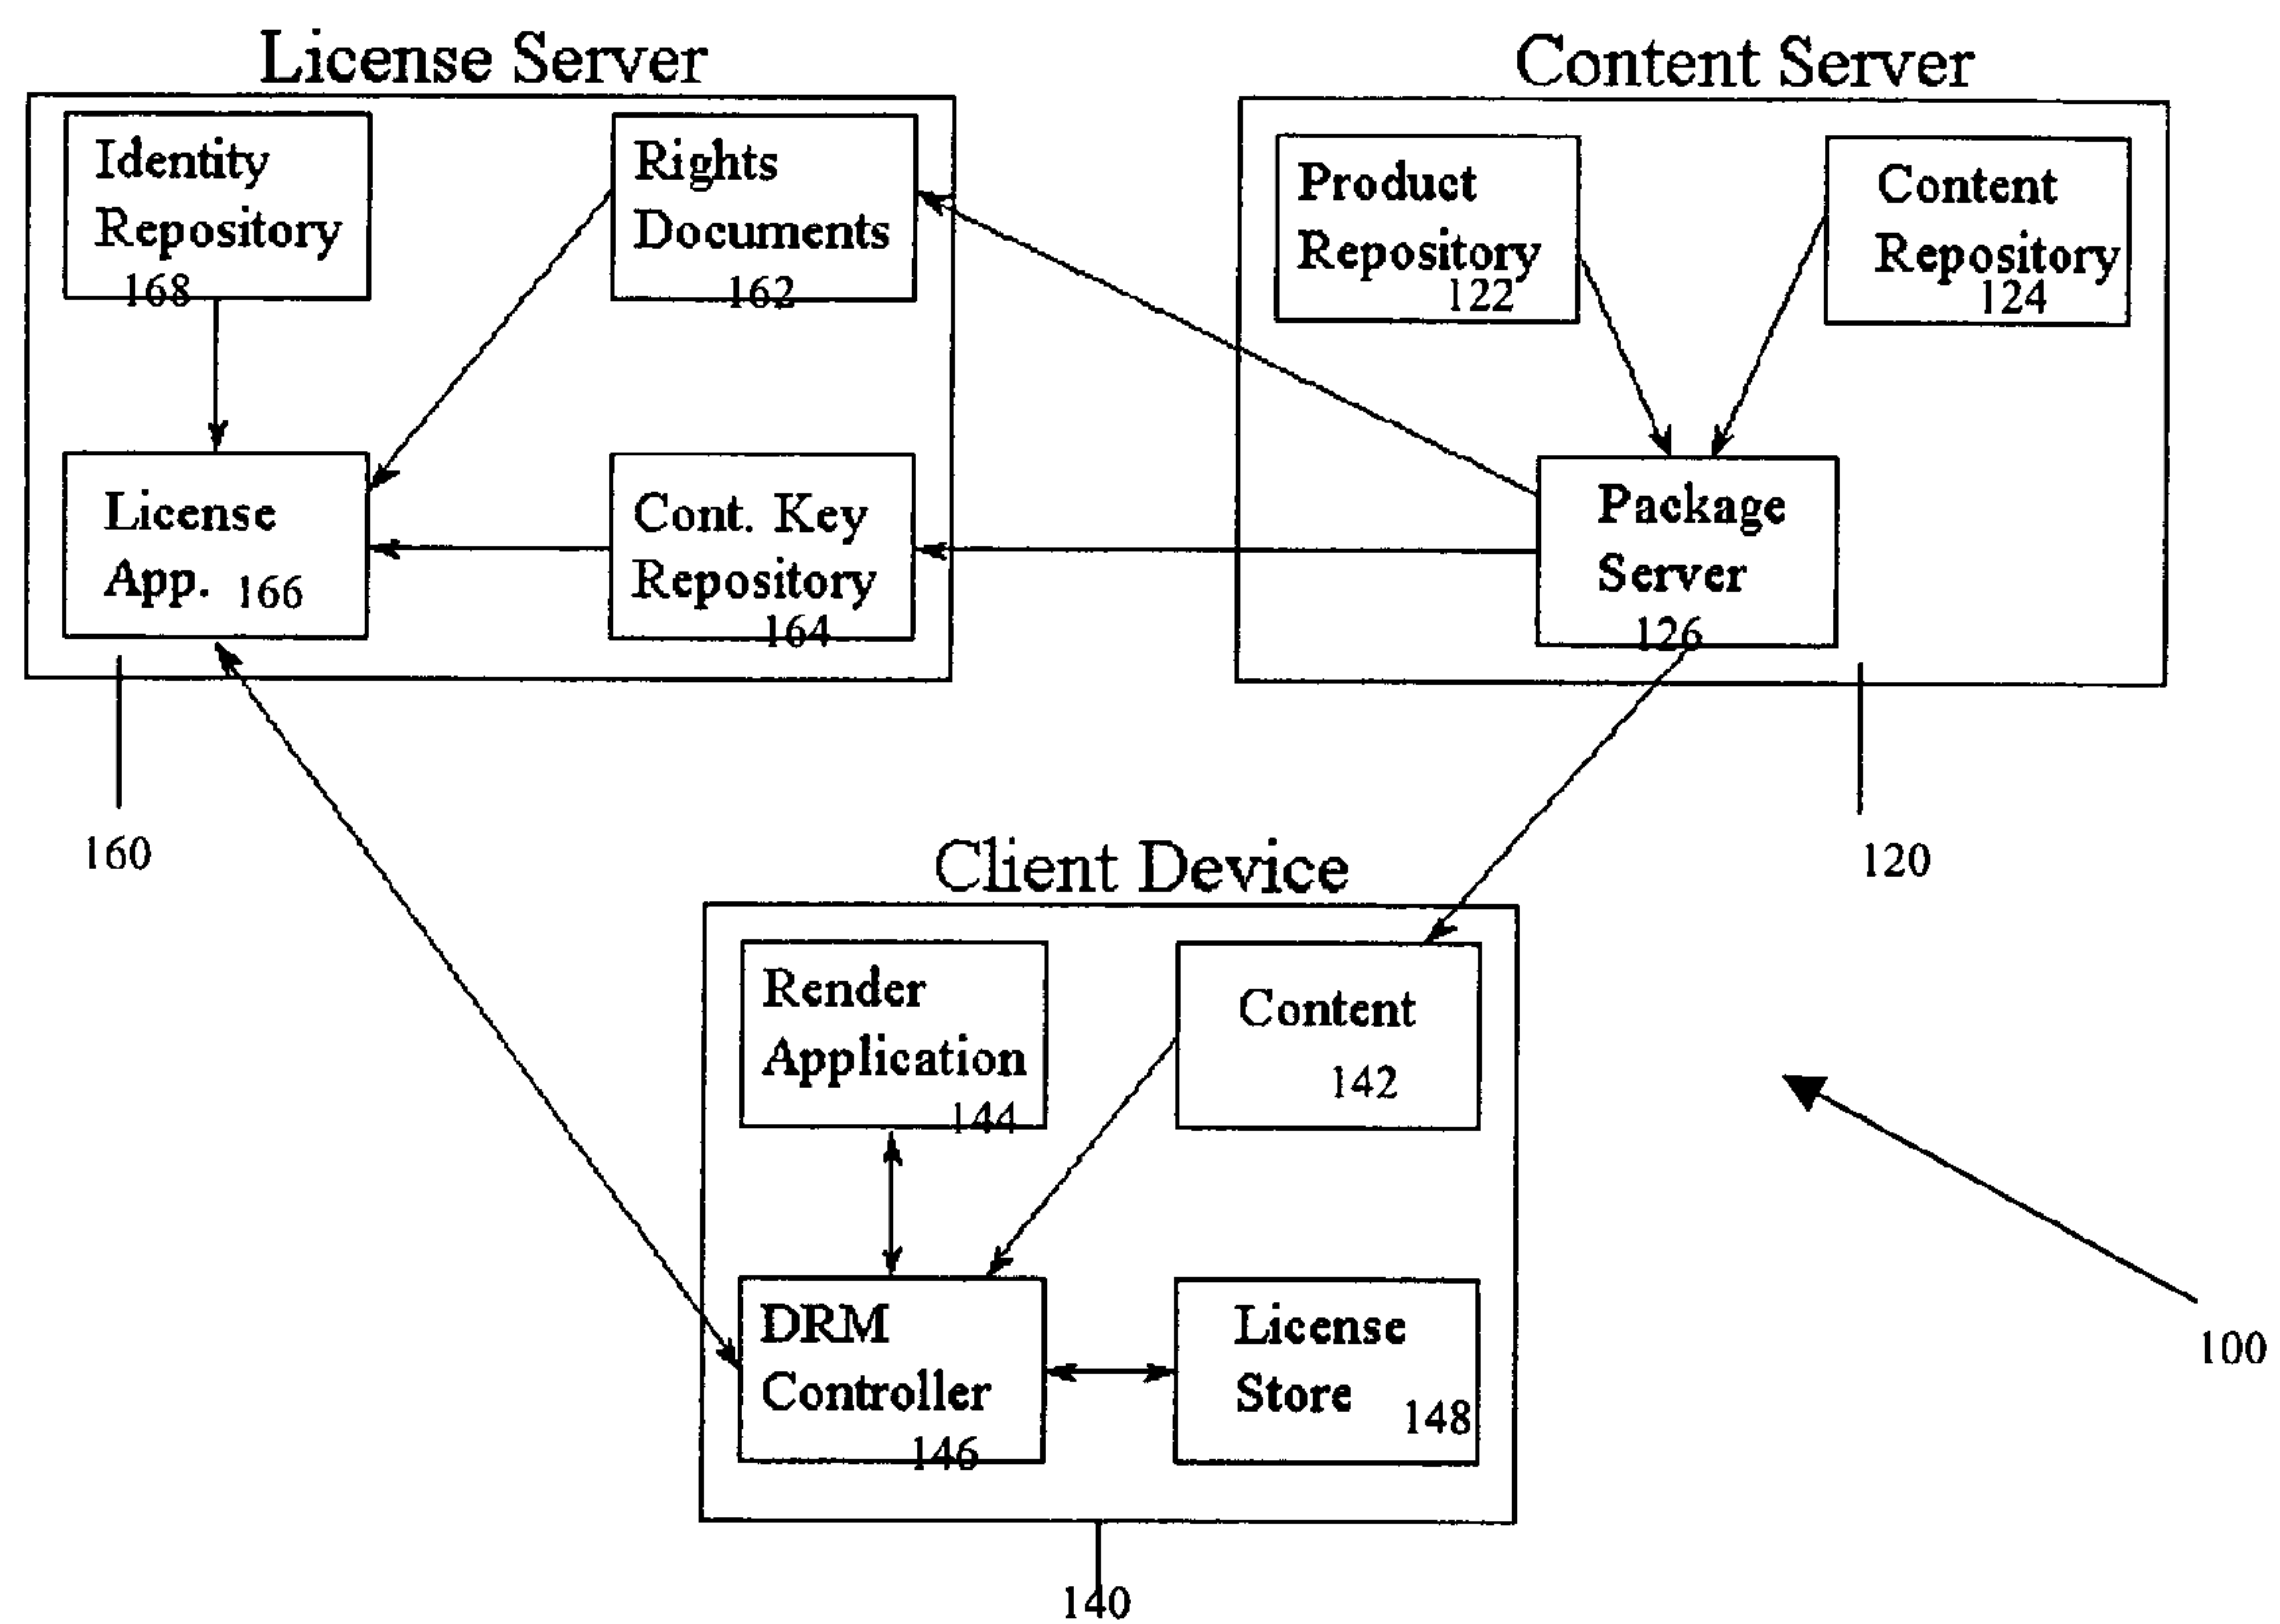 License Server
Identity
Repository
168
Rights
Documents
162
License
App. 166
Cont. Key
Repository
164
160
Content Server
Product
Repository
122
Content
Repository
124
Package
Server
126
120
Client Device
Render
Application
144
Content
142
DRM
Controller
146
License
Store 148
140
100